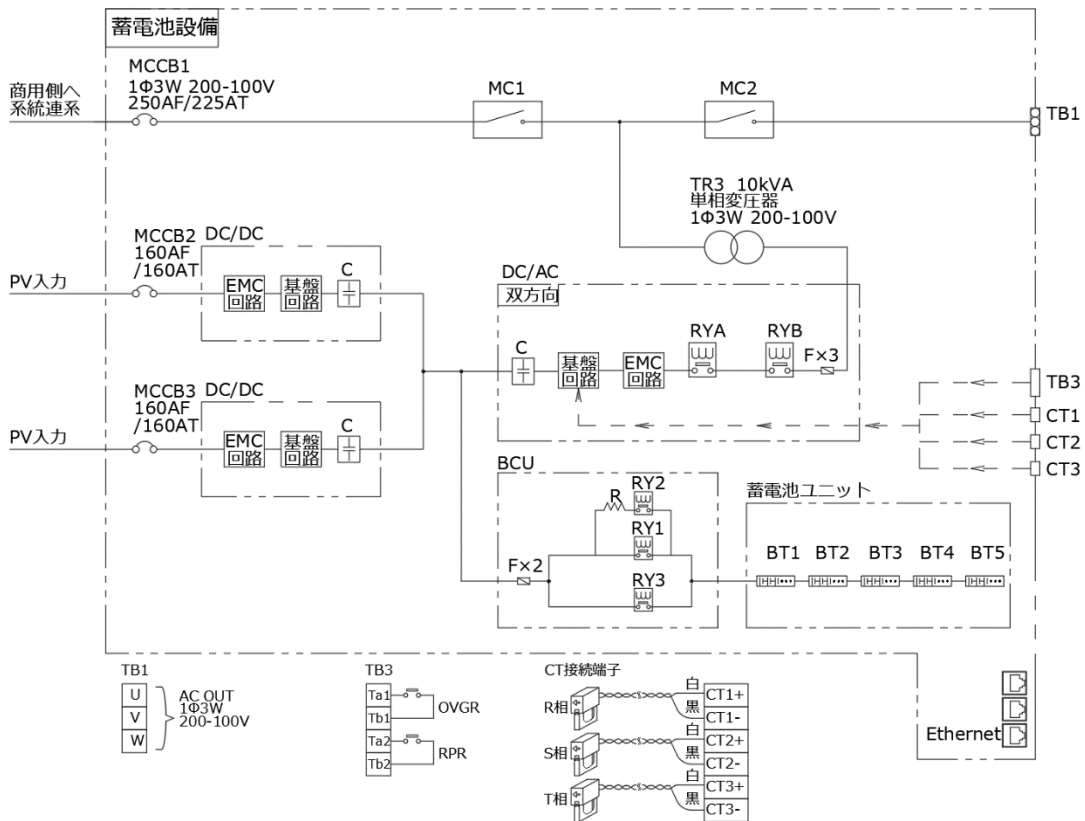 蓄電池設備
商用側へ
系統連系
MCCB1
1Φ3W 200-100V
250AF/225AT
MC1
MC2
TB1
TR3 10kVA
単相変圧器
1Φ3W 200-100V
PV入力
MCCB2
160AF
/160AT
DC/DC
EMC
回路
基盤
回路
C
DC/AC
双方向
C
基盤
回路
EMC
回路
RYA
RYB
F×3
PV入力
MCCB3
160AF
/160AT
DC/DC
EMC
回路
基盤
回路
C
TB3
CT1
CT2
CT3
BCU
F×2
R
RY2
RY1
RY3
蓄電池ユニット
BT1
BT2
BT3
BT4
BT5
TB1
U
V
W
AC OUT
1Φ3W
200-100V
TB3
Ta1
Tb1
Ta2
Tb2
OVGR
RPR
CT接続端子
R相
白
黒
CT1+
CT1-
S相
白
黒
CT2+
CT2-
T相
白
黒
CT3+
CT3-
Ethernet